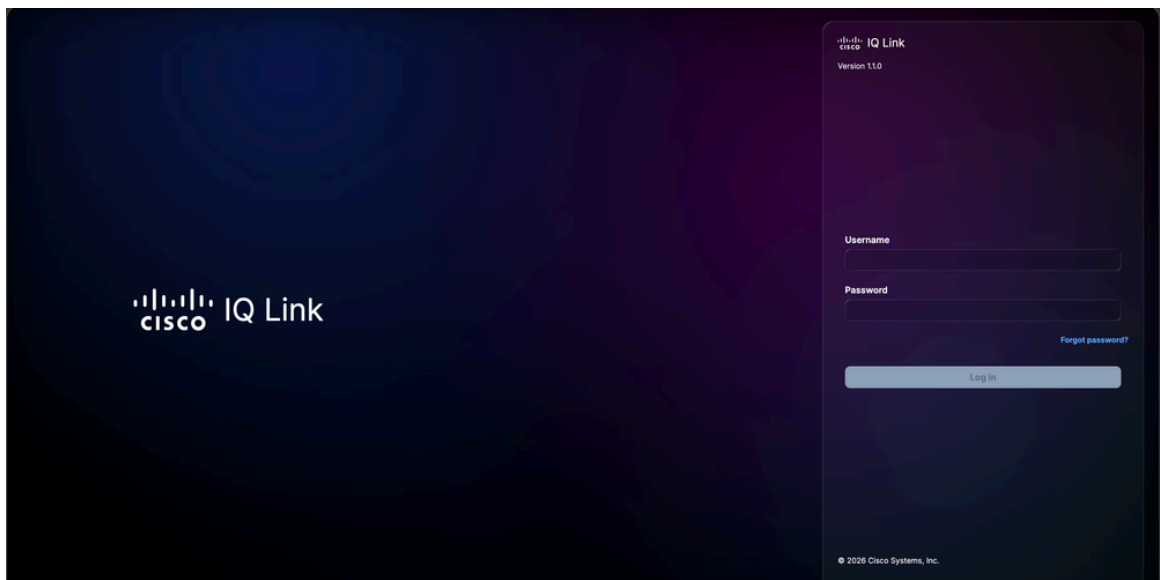 cisco IQ Link
cisco IQ Link
Version 1.1.0
Username
Password
Forgot password?
Log in
© 2026 Cisco Systems, Inc.